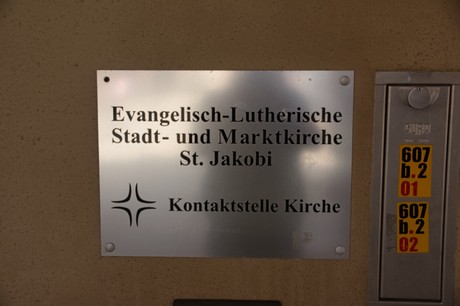 Evangelisch-Lutherische
Stadt- und Marktkirche
St. Jakobi
Kontaktstelle Kirche
607
b.2
01
607
b.2
02